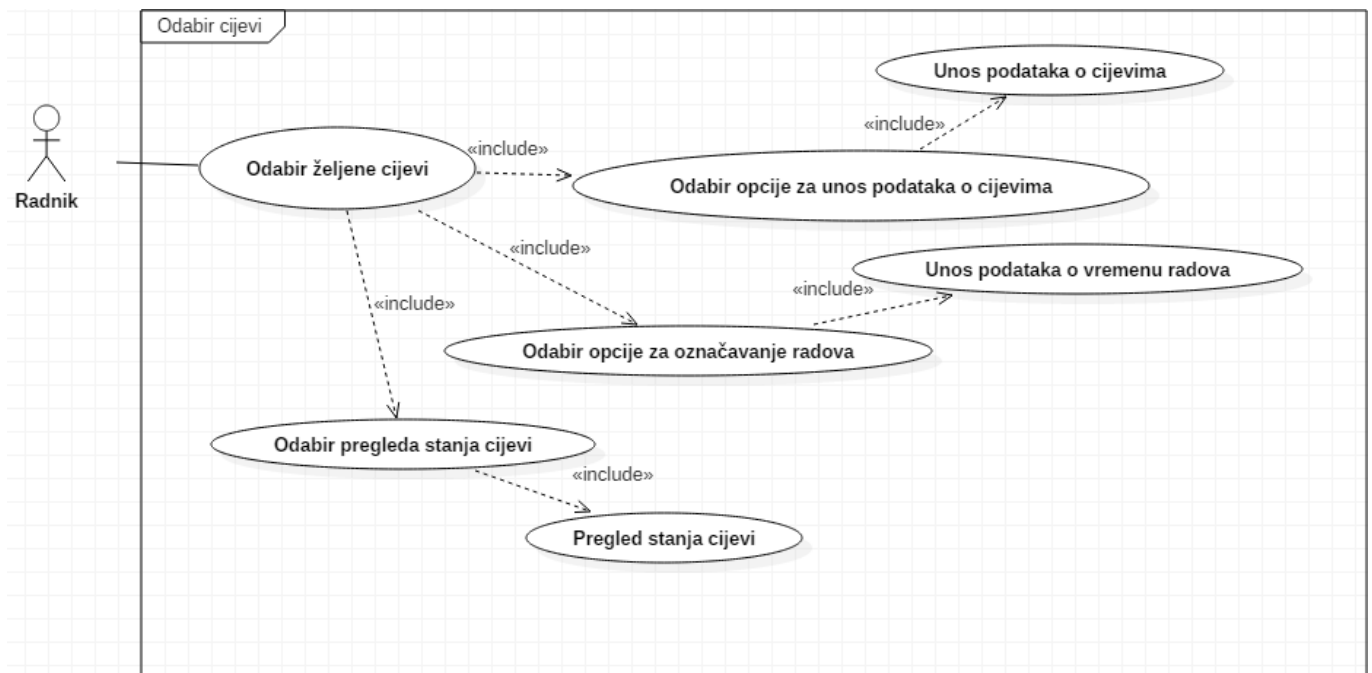 Odabir cijevi
Unos podataka o cijevima
«include»
Odabir željene cijevi
«include»
Odabir opcije za unos podataka o cijevima
Radnik
«include»
Unos podataka o vremenu radova
«include»
«include»
Odabir opcije za označavanje radova
Odabir pregleda stanja cijevi
«include»
Pregled stanja cijevi